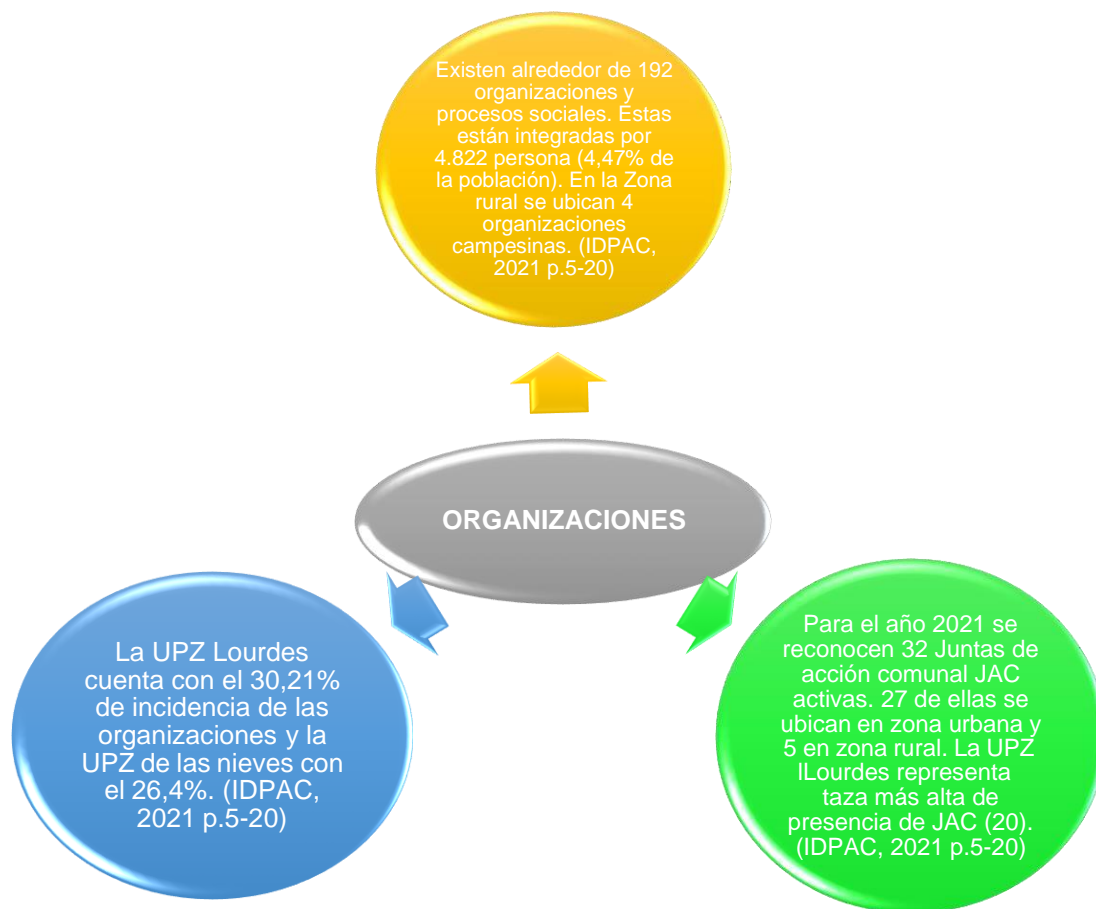 Existen alrededor de 192
organizaciones y
procesos sociales. Estas
están integradas por
4.822 persona (4,47% de
la población). En la Zona
rural se ubican 4
organizaciones
campesinas. (IDPAC,
2021 p.5-20)
ORGANIZACIONES
La UPZ Lourdes
cuenta con el 30,21%
de incidencia de las
organizaciones y la
UPZ de las nieves con
el 26,4%. (IDPAC,
2021 p.5-20)
Para el año 2021 se
reconocen 32 Juntas de
acción comunal JAC
activas. 27 de ellas se
ubican en zona urbana y
5 en zona rural. La UPZ
lLourdes representa
taza más alta de
presencia de JAC (20).
(IDPAC, 2021 p.5-20)